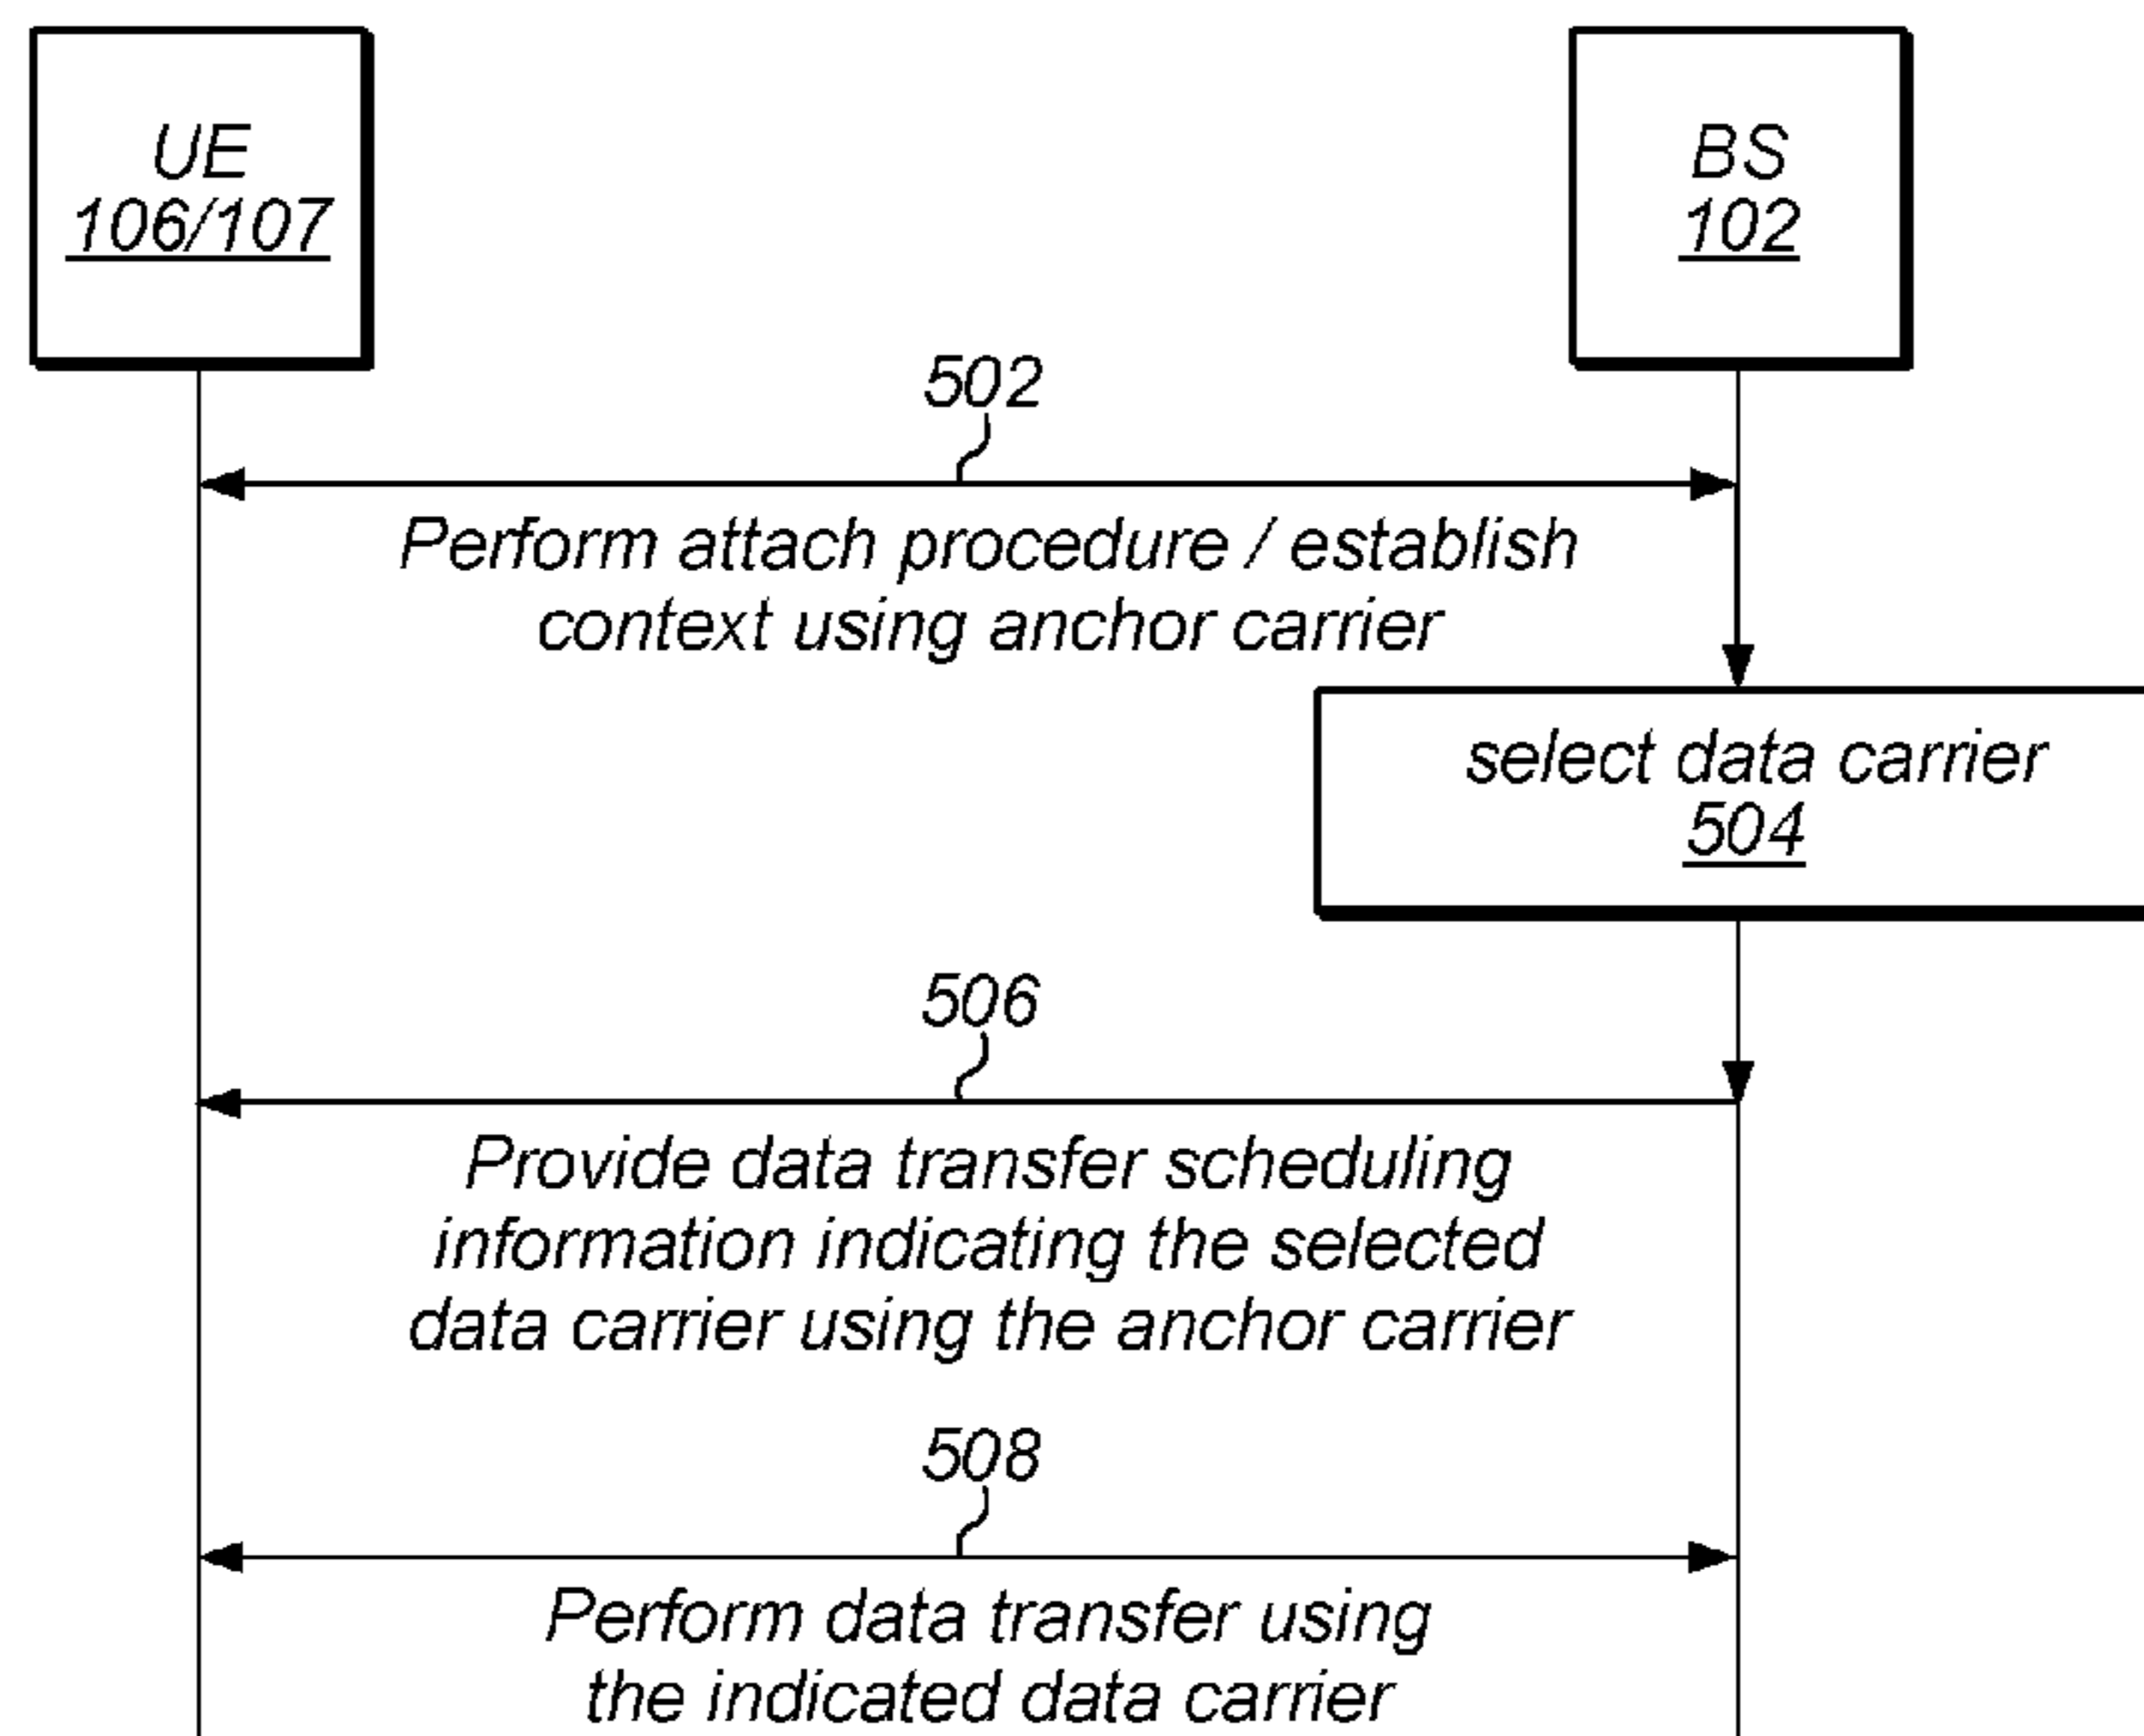 UE
106/107
BS
102
502
Perform attach procedure / establish
context using anchor carrier
select data carrier
504
506
Provide data transfer scheduling
information indicating the selected
data carrier using the anchor carrier
508
Perform data transfer using
the indicated data carrier